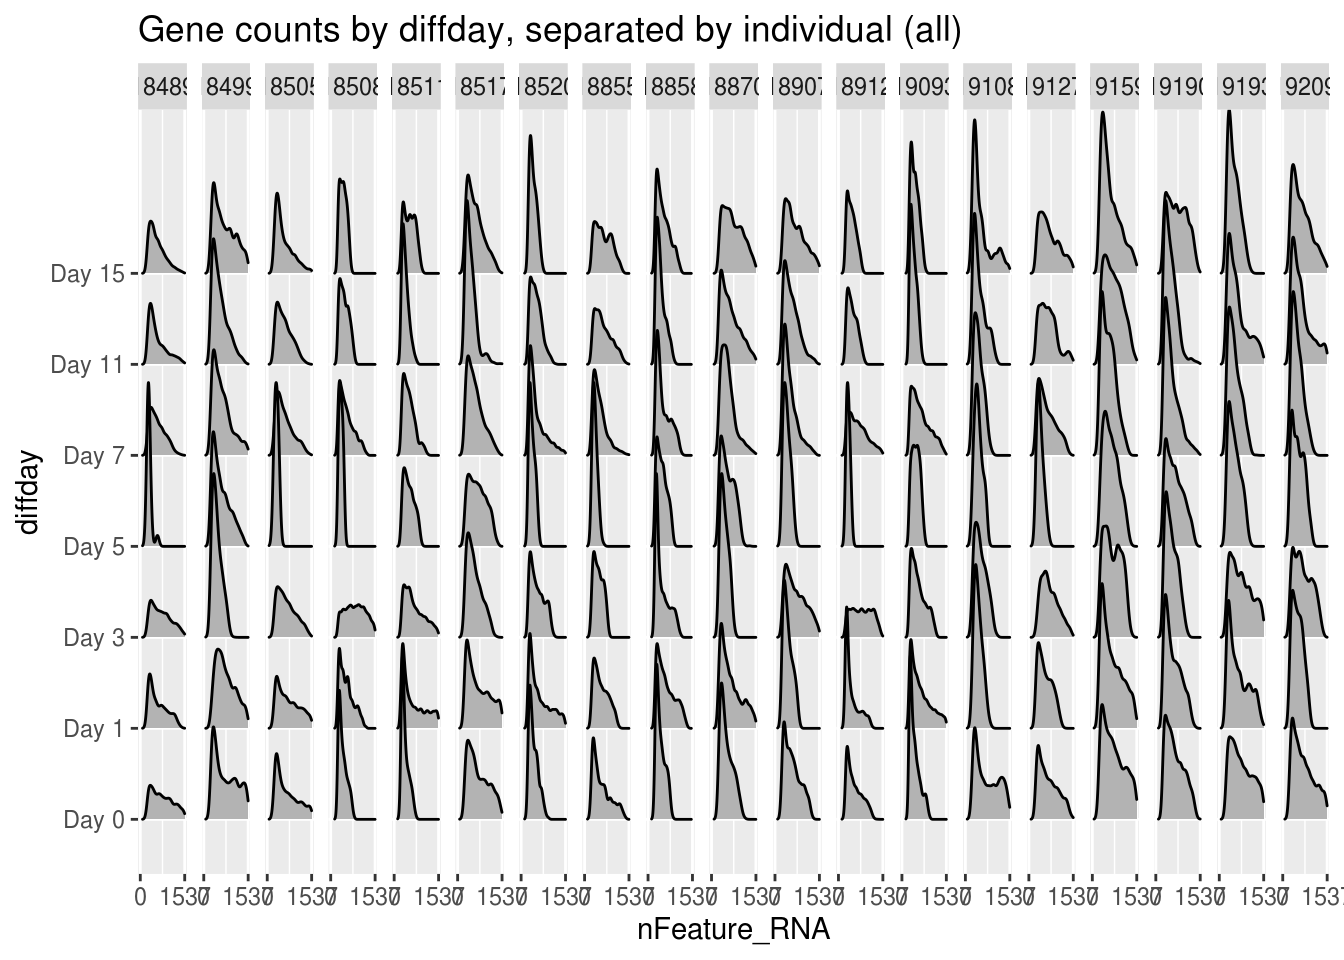 Gene counts by diffday, separated by individual (all)
8489 8499 8505 8508 18511 8517 18520 8855 18858 8870 18907 8912 19093 9108 19127 9159 19190 9193 9209
Day 15
Day 11
Day 7
Day 5
Day 3
Day 1
Day 0
diffday
0 1530
nFeature_RNA